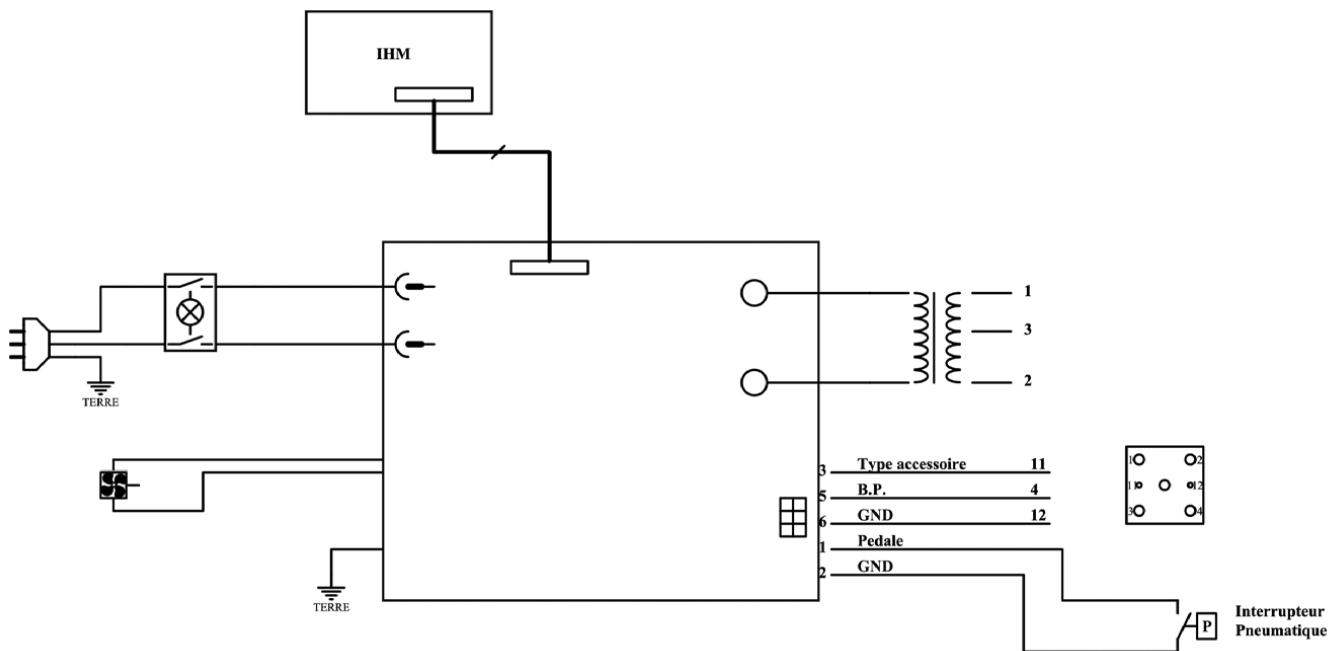 IHM
1
3
2
TERRE
3 Type accessoire 11
5 B.P. 4
6 GND 12
1 Pedale
2 GND
TERRE
1 2
11 12
3 4
P
Interrupteur
Pneumatique